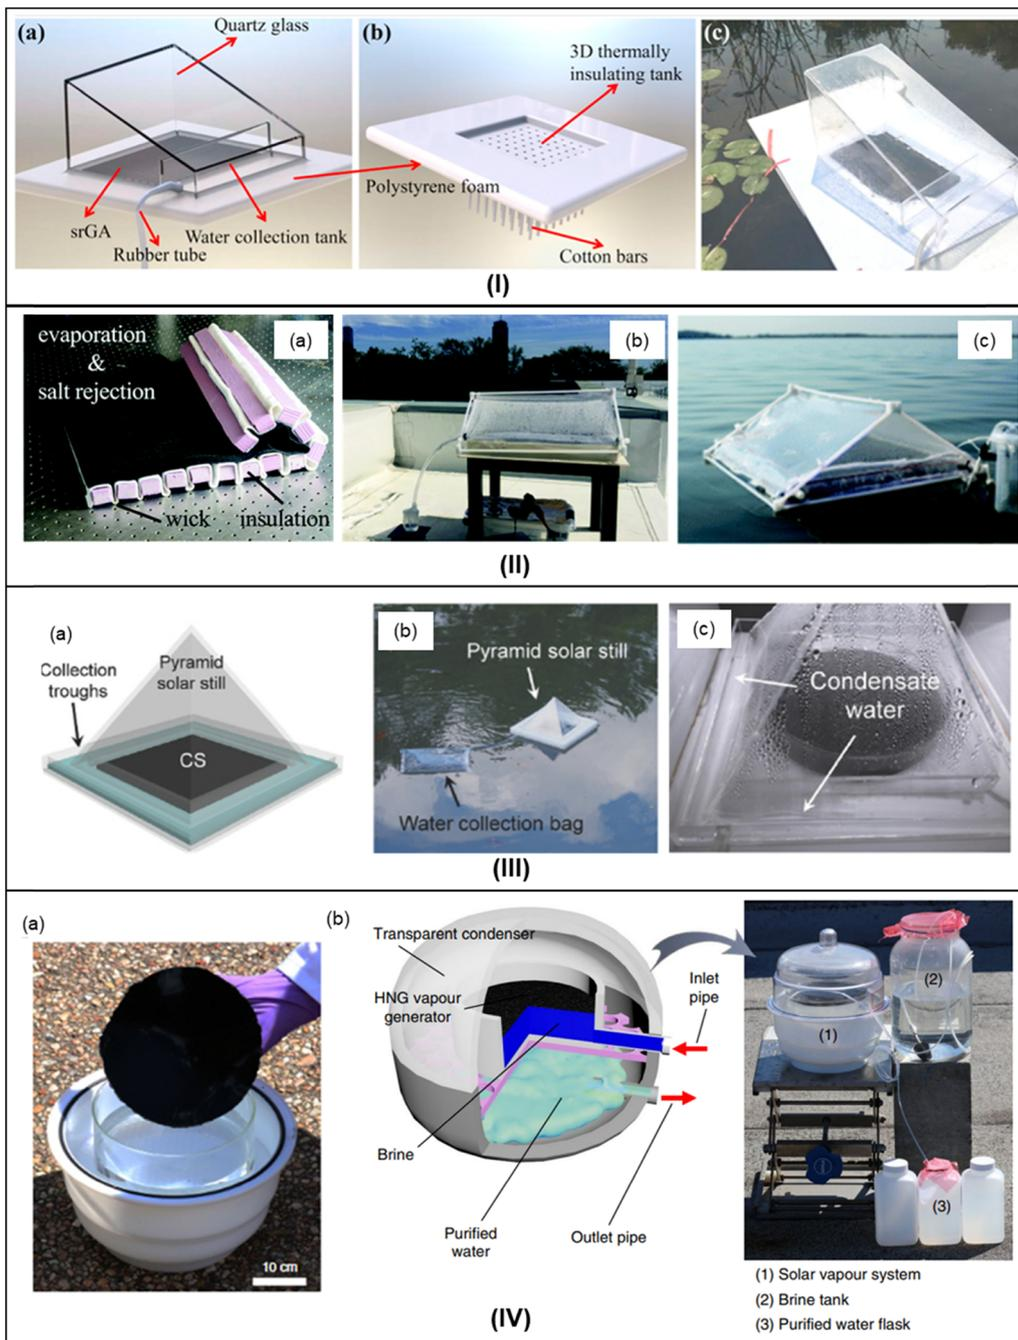 (a)
Quartz glass
(b)
3D thermally
insulating tank
(c)
Polystyrene foam
srGA
Water collection tank
Rubber tube
Cotton bars
(I)
evaporation
&
salt rejection
(a)
(b)
(c)
wick
insulation
(II)
(a)
Collection
troughs
Pyramid
solar still
CS
(b)
Pyramid solar still
Water collection bag
(c)
Condensate
water
(III)
(a)
10 cm
(b)
Transparent condenser
HNG vapour
generator
Inlet
pipe
Brine
Purified
water
Outlet pipe
(1)
(2)
(3)
(1) Solar vapour system
(2) Brine tank
(3) Purified water flask
(IV)